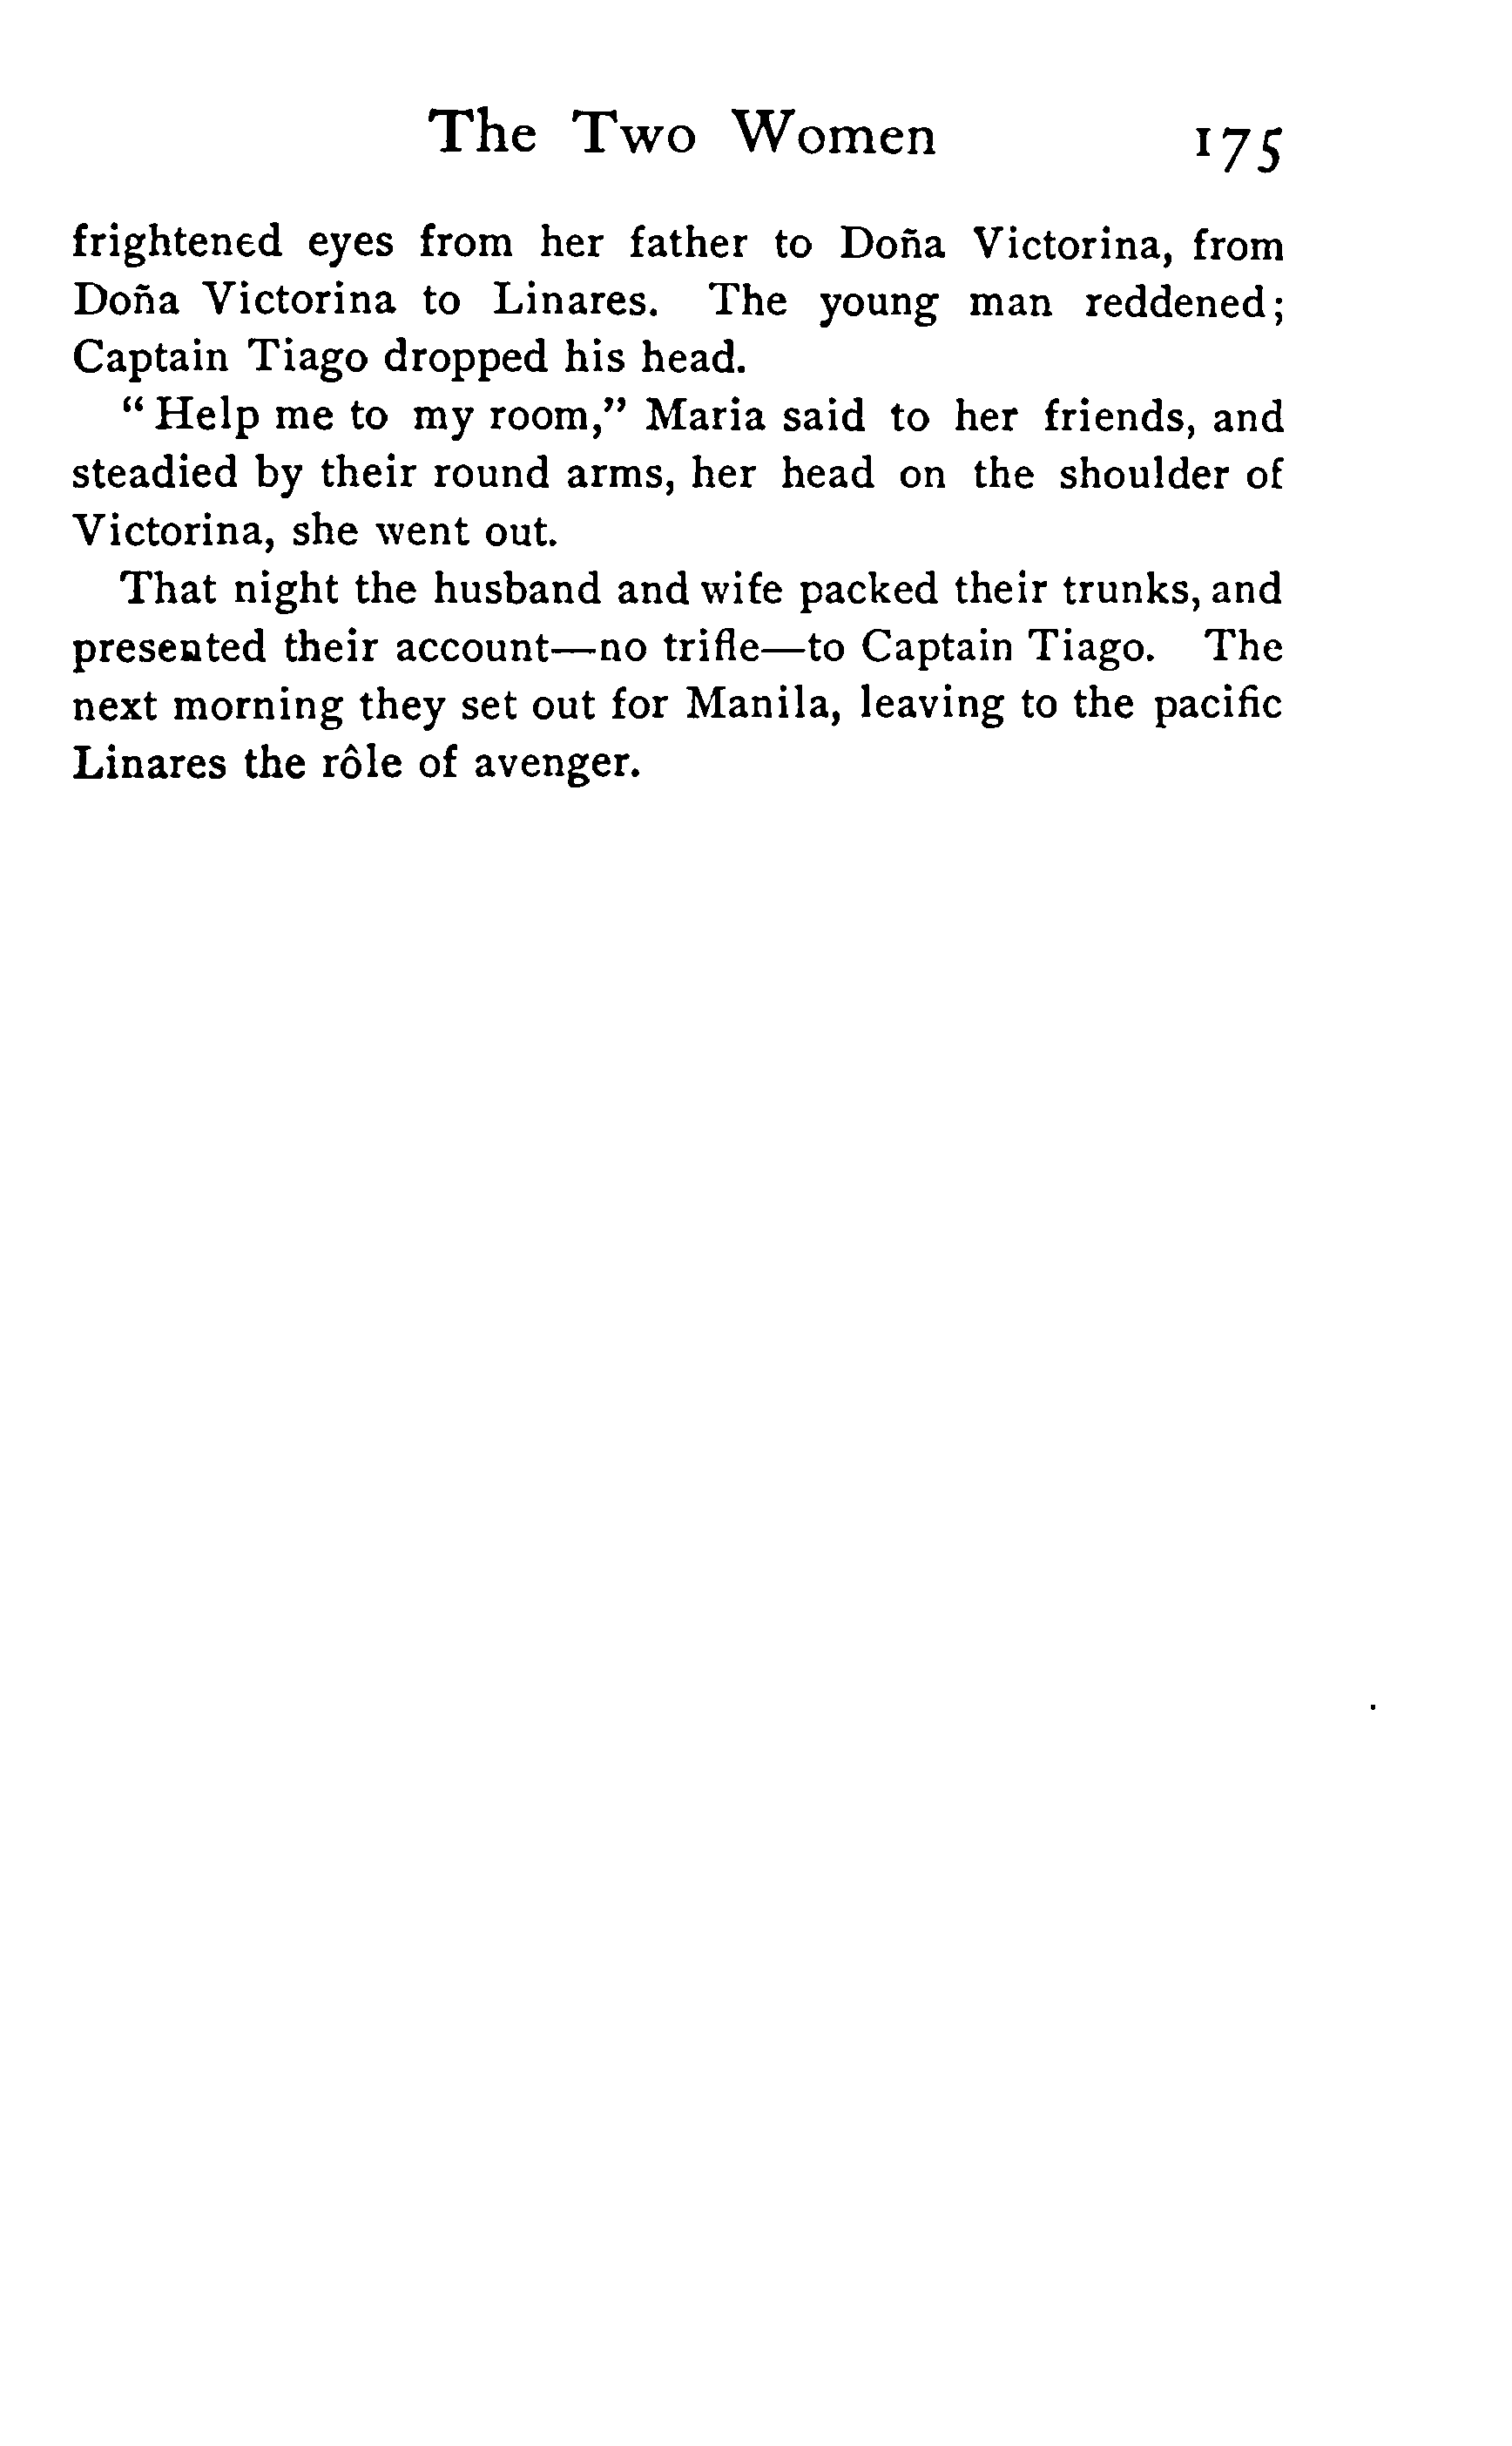 The Two Women 175
frightened eyes from her father to Doña Victorina, from
Doña Victorina to Linares. The young man reddened;
Captain Tiago dropped his head.
“Help me to my room,” Maria said to her friends, and
steadied by their round arms, her head on the shoulder of
Victorina, she went out.
That night the husband and wife packed their trunks, and
presented their account—no trifle—to Captain Tiago. The
next morning they set out for Manila, leaving to the pacific
Linares the rôle of avenger.